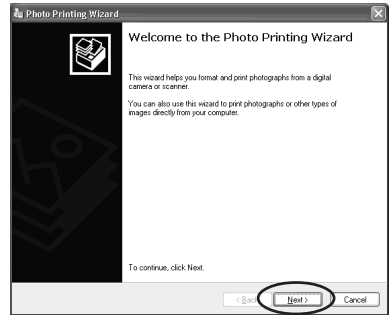 Photo Printing Wizard
Welcome to the Photo Printing Wizard
This wizard helps you format and print photographs from a digital
camera or scanner.
You can also use this wizard to print photographs or other types of
images directly from your computer.
To continue, click Next.
< Back Next > Cancel